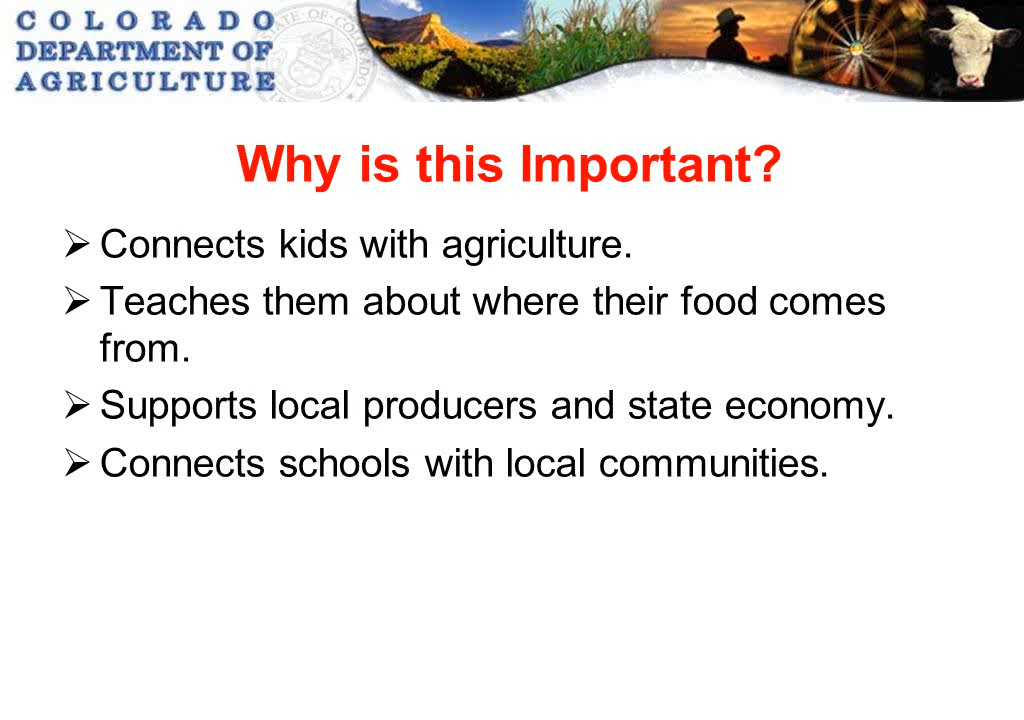 COLORADO
DEPARTMENT OF
AGRICULTURE
Why is this Important?
➢ Connects kids with agriculture.
➢ Teaches them about where their food comes
from.
➢ Supports local producers and state economy.
➢ Connects schools with local communities.